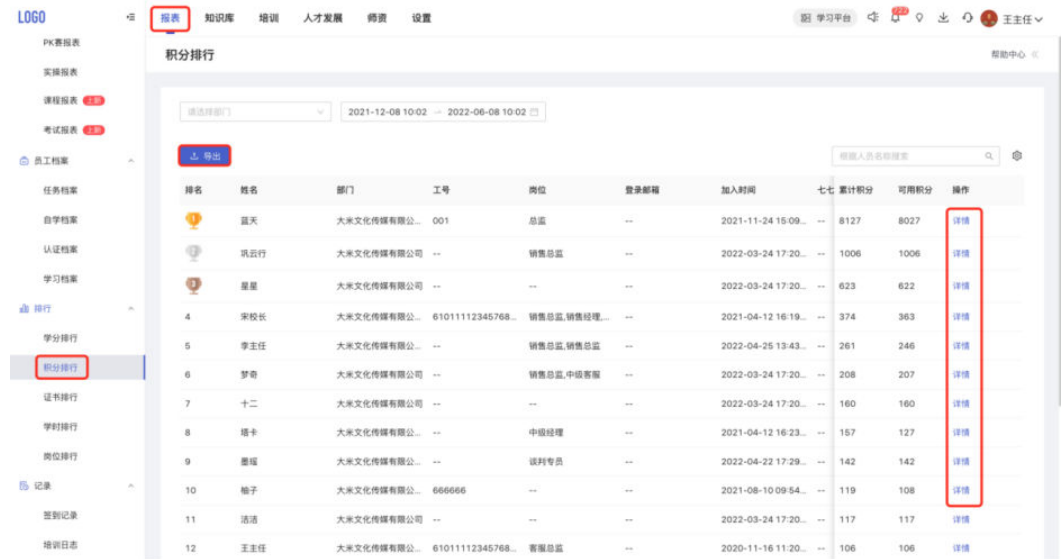 LOGO
报表 知识库 培训 人才发展 师资 设置
学习平台
222
王主任
PK赛报表
实操报表
课程报表 上新
考试报表 上新
员工档案
任务档案
自学档案
认证档案
学习档案
排行
学分排行
积分排行
证书排行
学时排行
岗位排行
记录
签到记录
培训日志
积分排行
帮助中心
请选择部门
2021-12-08 10:02 → 2022-06-08 10:02
导出
根据人员名称搜索
排名 姓名 部门 工号 岗位 登录邮箱 加入时间 七七 累计积分 可用积分 操作
1 蓝天 大米文化传媒有限公... 001 总监 -- 2021-11-24 15:09... -- 8127 8027 详情
2 巩云行 大米文化传媒有限公司 -- 销售总监 -- 2022-03-24 17:20... -- 1006 1006 详情
3 星星 大米文化传媒有限公司 -- -- -- 2022-03-24 17:20... -- 623 622 详情
4 宋校长 大米文化传媒有限公... 61011112345768... 销售总监,销售经理,... -- 2021-04-12 16:19... -- 374 363 详情
5 李主任 大米文化传媒有限公... -- 销售总监,销售总监 -- 2022-04-25 13:43... -- 261 246 详情
6 梦奇 大米文化传媒有限公司 -- 销售总监,中级客服 -- 2022-03-24 17:20... -- 208 207 详情
7 十二 大米文化传媒有限公司 -- -- -- 2022-03-24 17:20... -- 160 160 详情
8 塔卡 大米文化传媒有限公... -- 中级经理 -- 2021-04-12 16:23... -- 157 127 详情
9 墨瑶 大米文化传媒有限公... -- 谈判专员 -- 2022-04-22 17:29... -- 142 142 详情
10 柚子 大米文化传媒有限公... 666666 -- -- 2021-08-10 09:54... -- 119 108 详情
11 洁洁 大米文化传媒有限公司 -- -- -- 2022-03-24 17:20... -- 117 117 详情
12 王主任 大米文化传媒有限公... 61011112345768... 客服总监 -- 2020-11-16 11:20... -- 106 106 详情